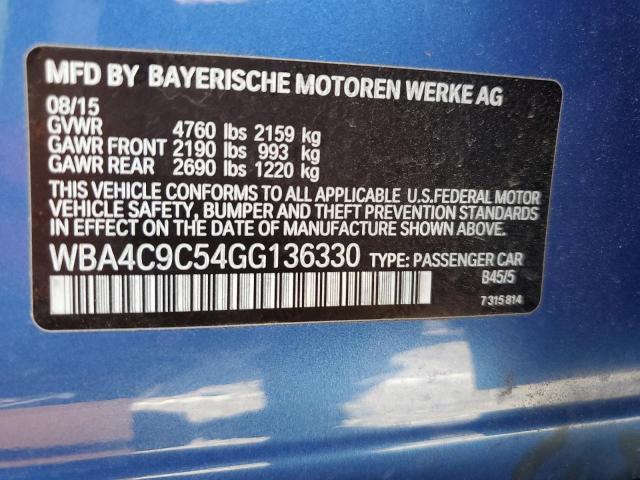 MFD BY BAYERISCHE MOTOREN WERKE AG
08/15
GVWR 4760 lbs 2159 kg
GAWR FRONT 2190 lbs 993 kg
GAWR REAR 2690 lbs 1220 kg
THIS VEHICLE CONFORMS TO ALL APPLICABLE U.S.FEDERAL MOTOR
VEHICLE SAFETY, BUMPER AND THEFT PREVENTION STANDARDS
IN EFFECT ON THE DATE OF MANUFACTURE SHOWN ABOVE.
WBA4C9C54GG136330 TYPE: PASSENGER CAR
B45/5
7 315 814